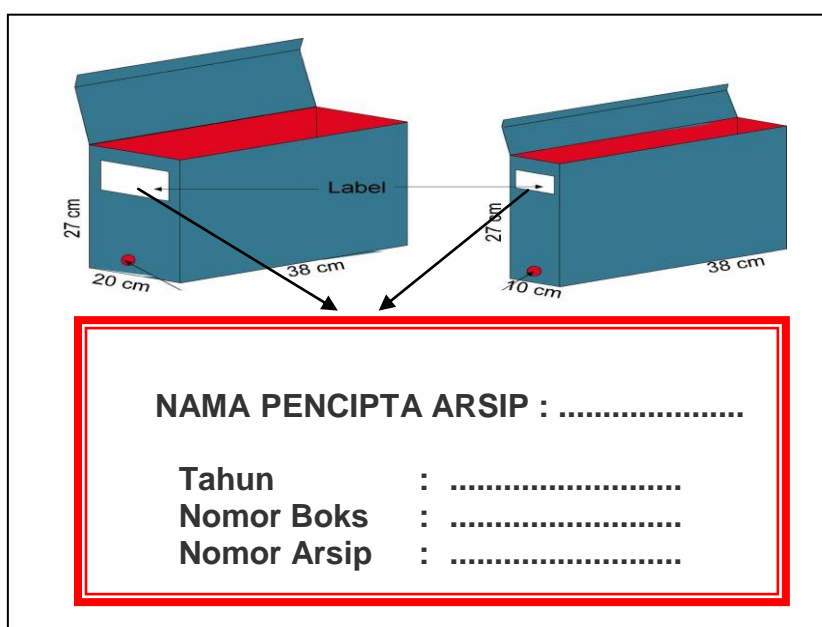 Label
27 cm
20 cm
38 cm
27 cm
10 cm
38 cm
NAMA PENCIPTA ARSIP : .....................
Tahun : ..........................
Nomor Boks : ..........................
Nomor Arsip : ..........................